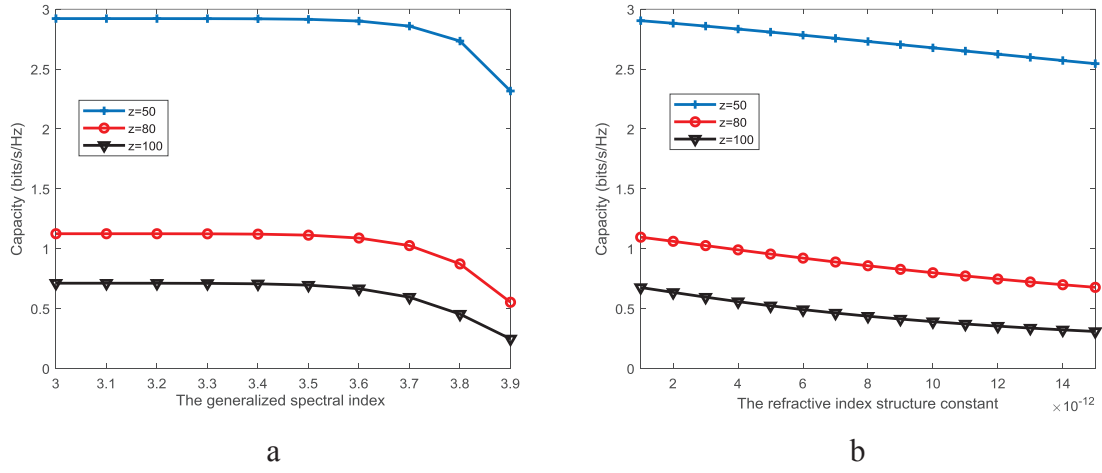 3
2.5
2
1.5
1
0.5
0
Capacity (bits/s/Hz)
z=50
z=80
z=100
3 3.1 3.2 3.3 3.4 3.5 3.6 3.7 3.8 3.9
The generalized spectral index
a
3
2.5
2
1.5
1
0.5
0
Capacity (bits/s/Hz)
z=50
z=80
z=100
2 4 6 8 10 12 14
The refractive index structure constant ×10⁻¹²
b